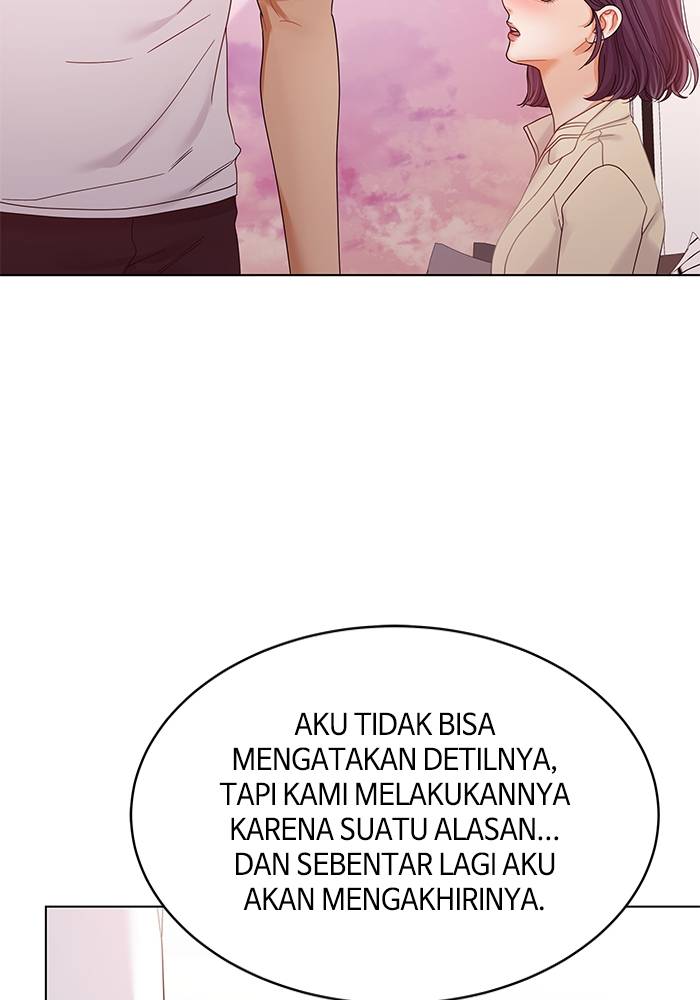 AKU TIDAK BISA
MENGATAKAN DETILNYA,
TAPI KAMI MELAKUKANNYA
KARENA SUATU ALASAN...
DAN SEBENTAR LAGI AKU
AKAN MENGAKHIRINYA.